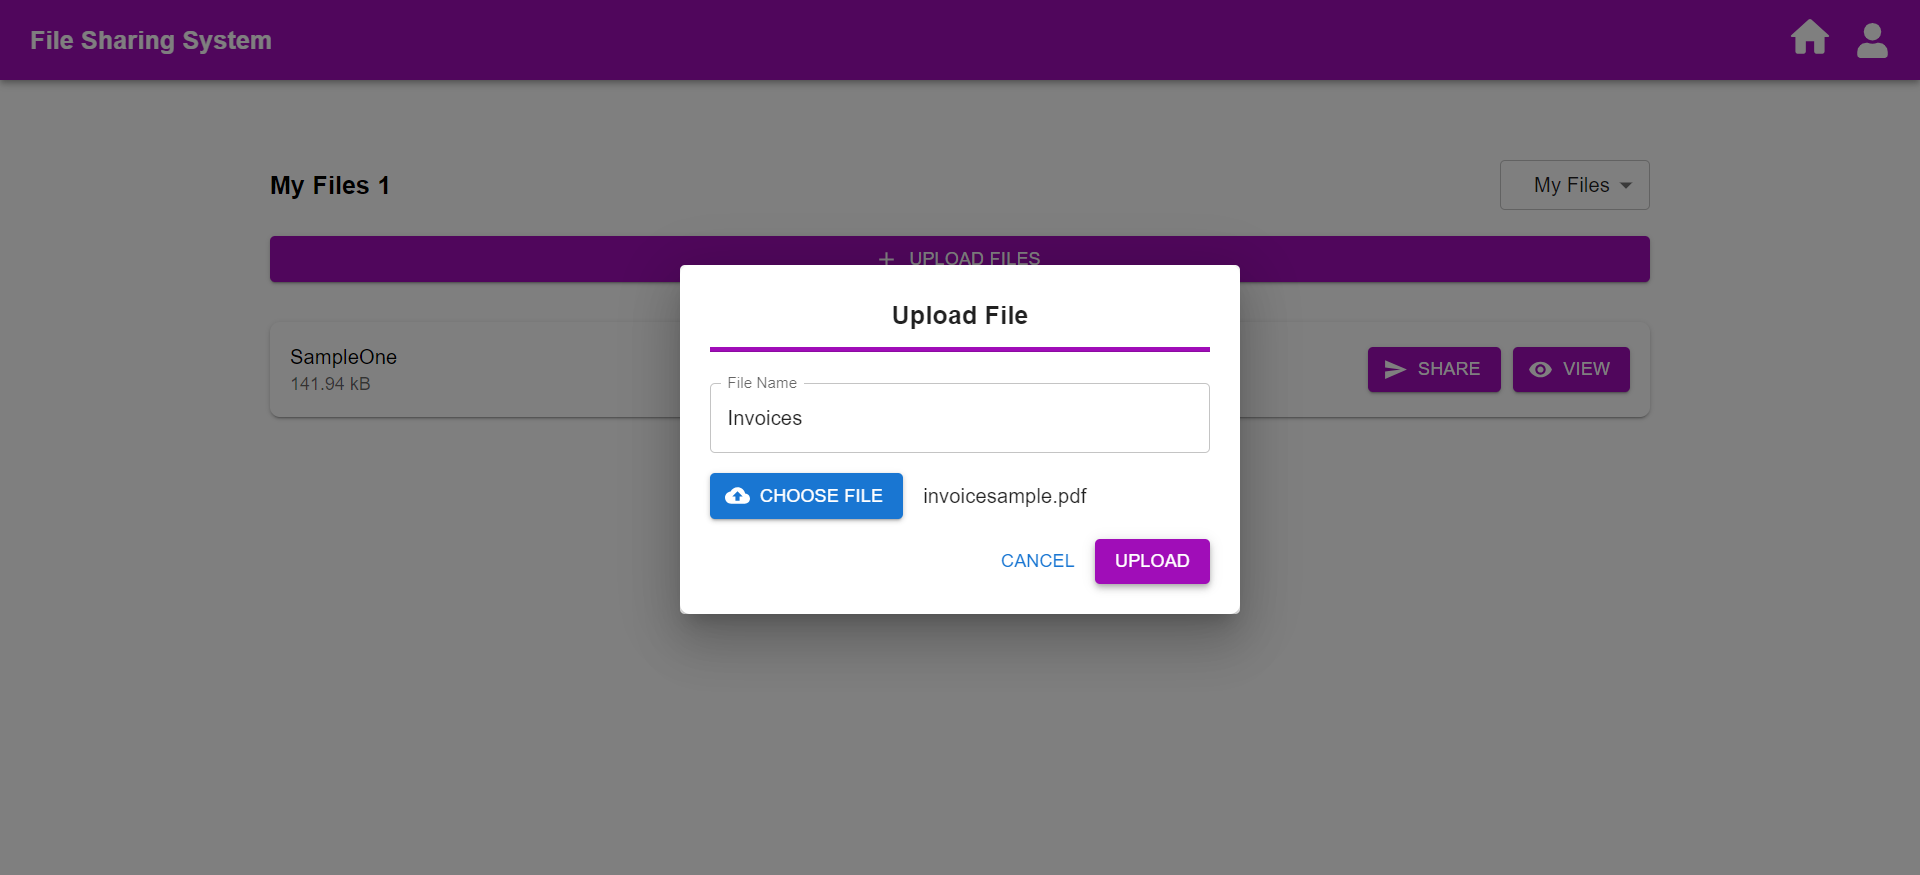 File Sharing System
My Files 1
My Files
UPLOAD FILES
Upload File
SampleOne
141.94 kB
SHARE
VIEW
File Name
Invoices
CHOOSE FILE
invoicesample.pdf
CANCEL
UPLOAD